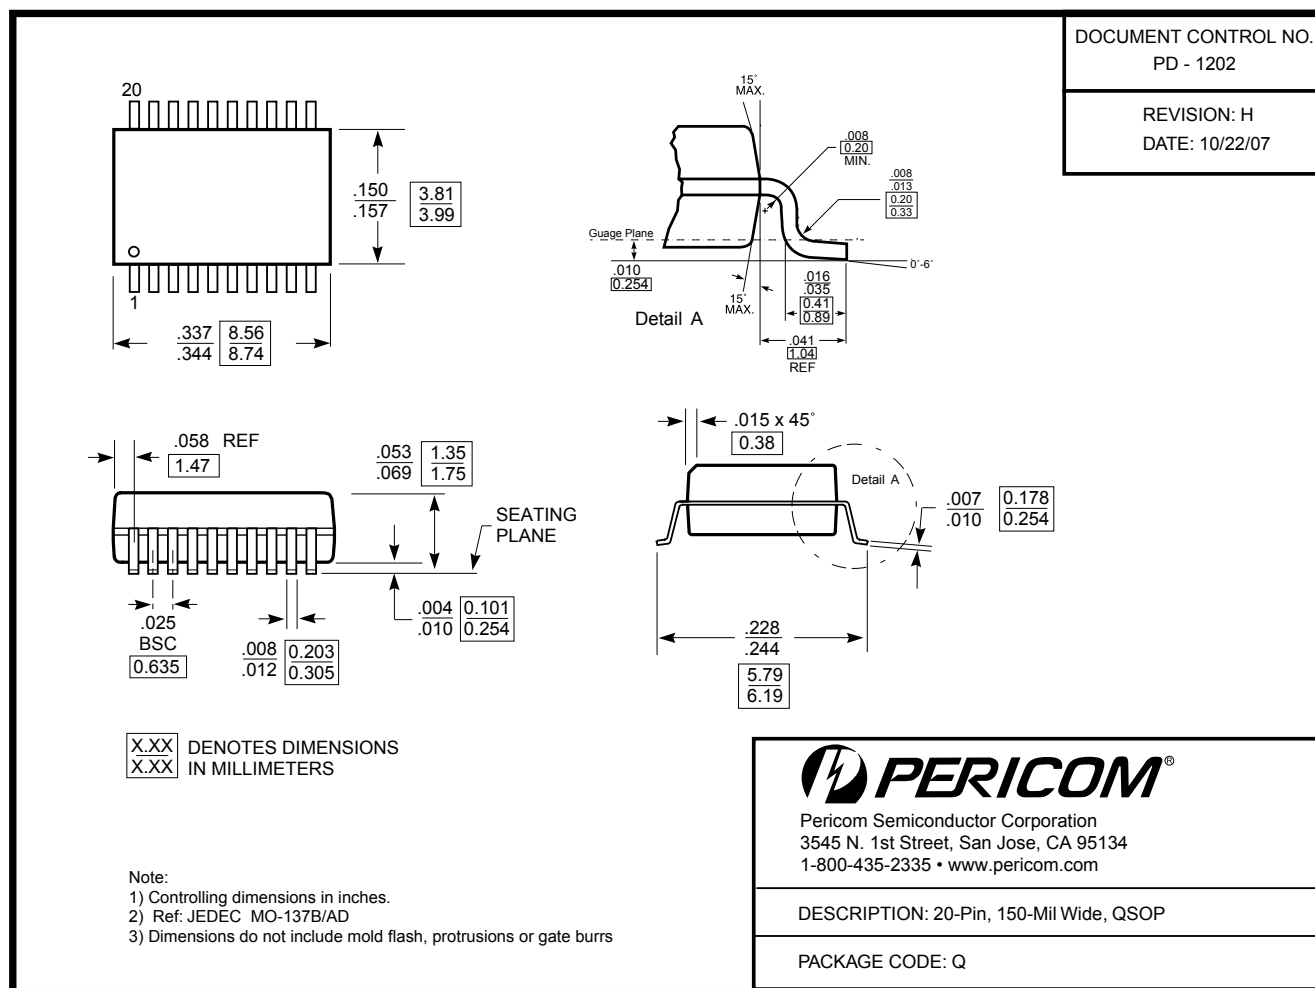 DOCUMENT CONTROL NO.
PD - 1202
REVISION: H
DATE: 10/22/07
20
1
.150
.157
3.81
3.99
.337
.344
8.56
8.74
15°
MAX.
.008
0.20
MIN.
.008
.013
0.20
0.33
Guage Plane
.010
0.254
0°-6°
.016
.035
0.41
0.89
15°
MAX.
Detail A
.041
1.04
REF
.058 REF
1.47
.053
.069
1.35
1.75
SEATING
PLANE
.004
.010
0.101
0.254
.025
BSC
0.635
.008
.012
0.203
0.305
.015 x 45°
0.38
Detail A
.007
.010
0.178
0.254
.228
.244
5.79
6.19
X.XX
X.XX
DENOTES DIMENSIONS
IN MILLIMETERS
Note:
1) Controlling dimensions in inches.
2) Ref: JEDEC MO-137B/AD
3) Dimensions do not include mold flash, protrusions or gate burrs
PERICOM®
Pericom Semiconductor Corporation
3545 N. 1st Street, San Jose, CA 95134
1-800-435-2335 • www.pericom.com
DESCRIPTION: 20-Pin, 150-Mil Wide, QSOP
PACKAGE CODE: Q